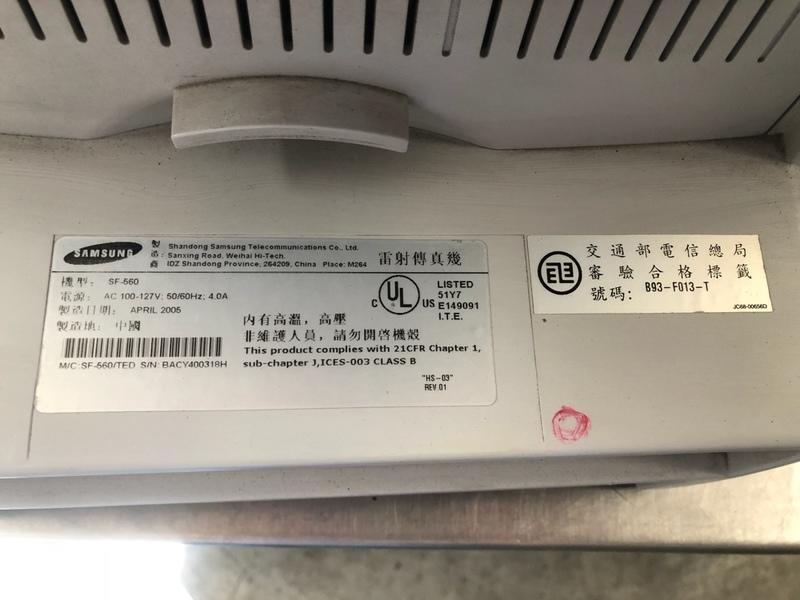 SAMSUNG
製造商:
Shandong Samsung Telecommunications Co., Ltd.
Sanxing Road, Weihai Hi-Tech.
IDZ Shandong Province, 264209, China Place: M264
雷射傳真幾
機型: SF-560
電源: AC 100-127V; 50/60Hz; 4.0A
製造日期: APRIL 2005
製造地: 中國
M/C:SF-560/TED S/N: BACY400318H
C UL US
LISTED
51Y7
E149091
I.T.E.
內有高溫，高壓
非維護人員，請勿開啓機殼
This product complies with 21CFR Chapter 1,
sub-chapter J,ICES-003 CLASS B
"HS-03"
REV.01
交通部電信總局
審驗合格標籤
號碼: B93-F013-T
JC68-00656D